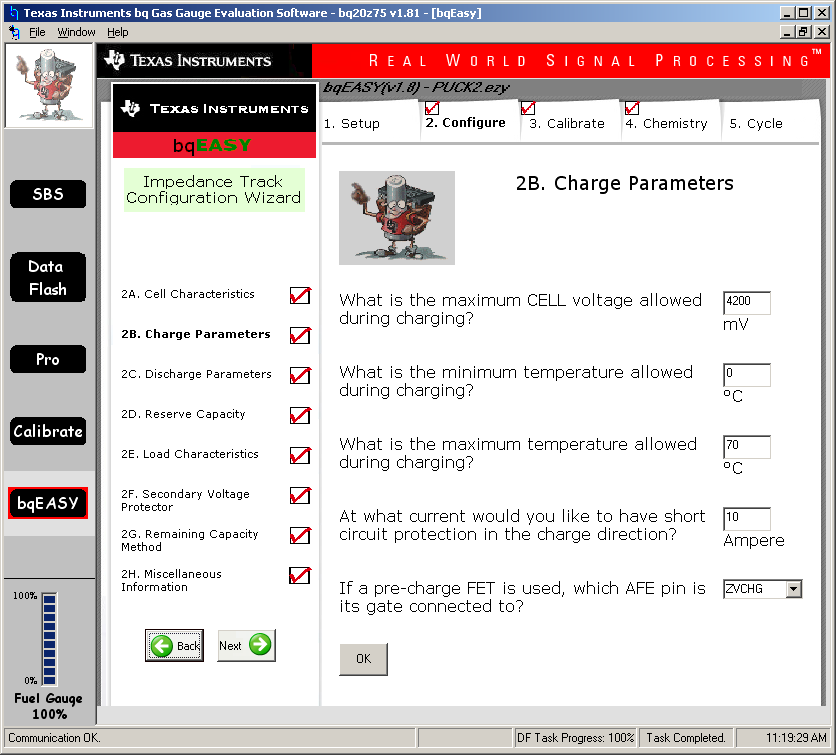 Texas Instruments bq Gas Gauge Evaluation Software - bq20z75 v1.81 - [bqEasy]
File Window Help
TEXAS INSTRUMENTS
REAL WORLD SIGNAL PROCESSING™
bqEASY(v1.8) - PUCK2.ezy
TEXAS INSTRUMENTS
bqEASY
1. Setup
2. Configure
3. Calibrate
4. Chemistry
5. Cycle
Impedance Track
Configuration Wizard
2B. Charge Parameters
SBS
Data
Flash
Pro
Calibrate
bqEASY
2A. Cell Characteristics
2B. Charge Parameters
2C. Discharge Parameters
2D. Reserve Capacity
2E. Load Characteristics
2F. Secondary Voltage
Protector
2G. Remaining Capacity
Method
2H. Miscellaneous
Information
Back
Next
What is the maximum CELL voltage allowed
during charging?
4200
mV
What is the minimum temperature allowed
during charging?
0
ºC
What is the maximum temperature allowed
during charging?
70
ºC
At what current would you like to have short
circuit protection in the charge direction?
10
Ampere
If a pre-charge FET is used, which AFE pin is
its gate connected to?
ZVCHG
OK
100%
0%
Fuel Gauge
100%
Communication OK.
DF Task Progress: 100%
Task Completed.
11:19:29 AM